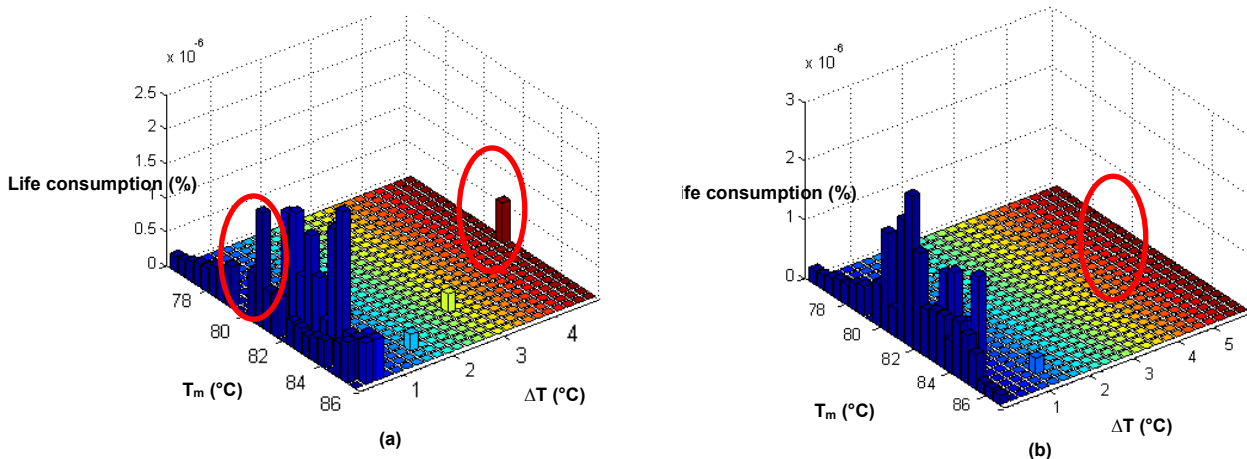 x 10⁻⁶
2.5
2
1.5
1
0.5
0
Life consumption (%)
78
80
82
84
86
Tₘ (°C)
1
2
3
4
ΔT (°C)
(a)
x 10⁻⁶
3
2
1
0
ife consumption (%)
78
80
82
84
86
Tₘ (°C)
1
2
3
4
5
ΔT (°C)
(b)